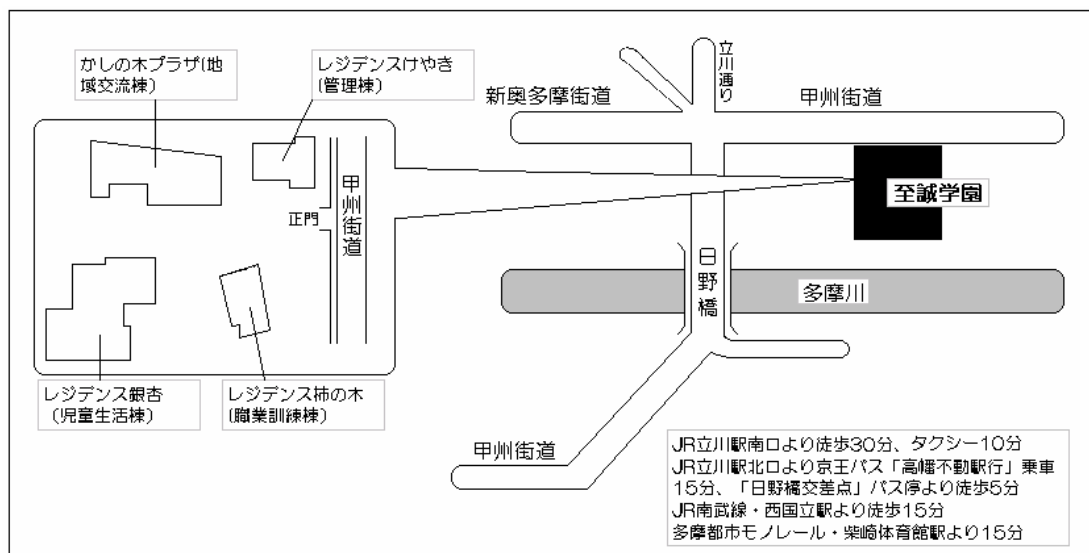 かしの木プラザ(地
域交流棟)
レジデンスけやき
(管理棟)
正門
甲州街道
レジデンス銀杏
(児童生活棟)
レジデンス柿の木
(職業訓練棟)
立川通り
新奥多摩街道
甲州街道
至誠学園
日野橋
多摩川
甲州街道
JR立川駅南口より徒歩30分、タクシー10分
JR立川駅北口より京王バス「高幡不動駅行」乗車
15分、「日野橋交差点」バス停より徒歩5分
JR南武線・西国立駅より徒歩15分
多摩都市モノレール・柴崎体育館駅より15分